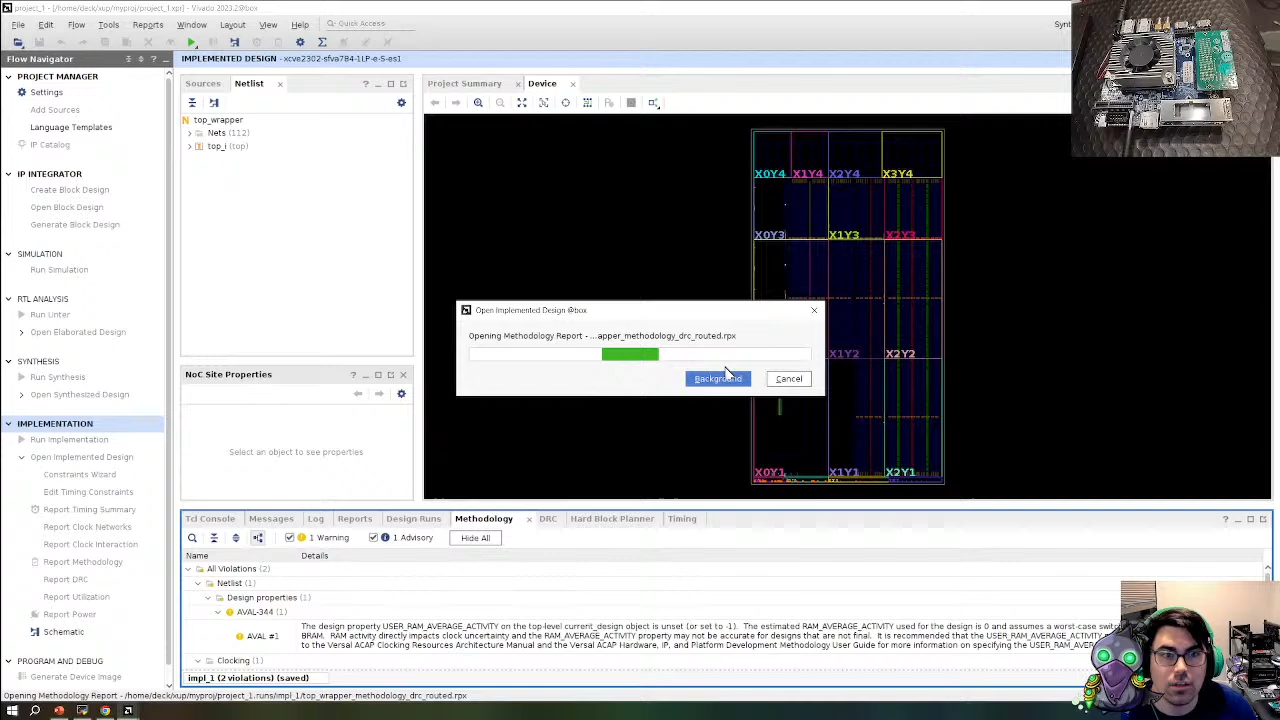 project_1 - [/home/deck/xup/myproj/project_1.xpr] - Vivado 2023.2@box
File Edit Flow Tools Reports Window Layout View Help Quick Access
Flow Navigator
PROJECT MANAGER
Settings
Add Sources
Language Templates
IP Catalog
IP INTEGRATOR
Create Block Design
Open Block Design
Generate Block Design
SIMULATION
Run Simulation
RTL ANALYSIS
Run Linter
Open Elaborated Design
SYNTHESIS
Run Synthesis
Open Synthesized Design
IMPLEMENTATION
Run Implementation
Open Implemented Design
Constraints Wizard
Edit Timing Constraints
Report Timing Summary
Report Clock Networks
Report Clock Interaction
Report Methodology
Report DRC
Report Utilization
Report Power
Schematic
PROGRAM AND DEBUG
Generate Device Image
IMPLEMENTED DESIGN - xcve2302-sfva784-1LP-e-S-es1
Sources Netlist
top_wrapper
Nets (112)
top_i (top)
NoC Site Properties
Select an object to see properties
Project Summary Device
X0Y4 X1Y4 X2Y4 X3Y4
X0Y3 X1Y3 X2Y3
X1Y2 X2Y2
X0Y1 X1Y1 X2Y1
Open Implemented Design @box
Opening Methodology Report - ...apper_methodology_drc_routed.rpx
Background Cancel
Tcl Console Messages Log Reports Design Runs Methodology DRC Hard Block Planner Timing
1 Warning 1 Advisory Hide All
Name Details
All Violations (2)
Netlist (1)
Design properties (1)
AVAL-344 (1)
AVAL #1
The design property USER_RAM_AVERAGE_ACTIVITY on the top-level current_design object is unset (or set to -1). The estimated RAM_AVERAGE_ACTIVITY used for the design is 0 and assumes a worst-case
BRAM. RAM activity directly impacts clock uncertainty and the RAM_AVERAGE_ACTIVITY property may not be accurate for designs that are not final. It is recommended that the
to the Versal ACAP Clocking Resources Architecture Manual and the Versal ACAP Hardware, IP, and Platform Development Methodology User Guide for more information on specifying the
Clocking (1)
impl_1 (2 violations) (saved)
Opening Methodology Report - /home/deck/xup/myproj/project_1.runs/impl_1/top_wrapper_methodology_drc_routed.rpx